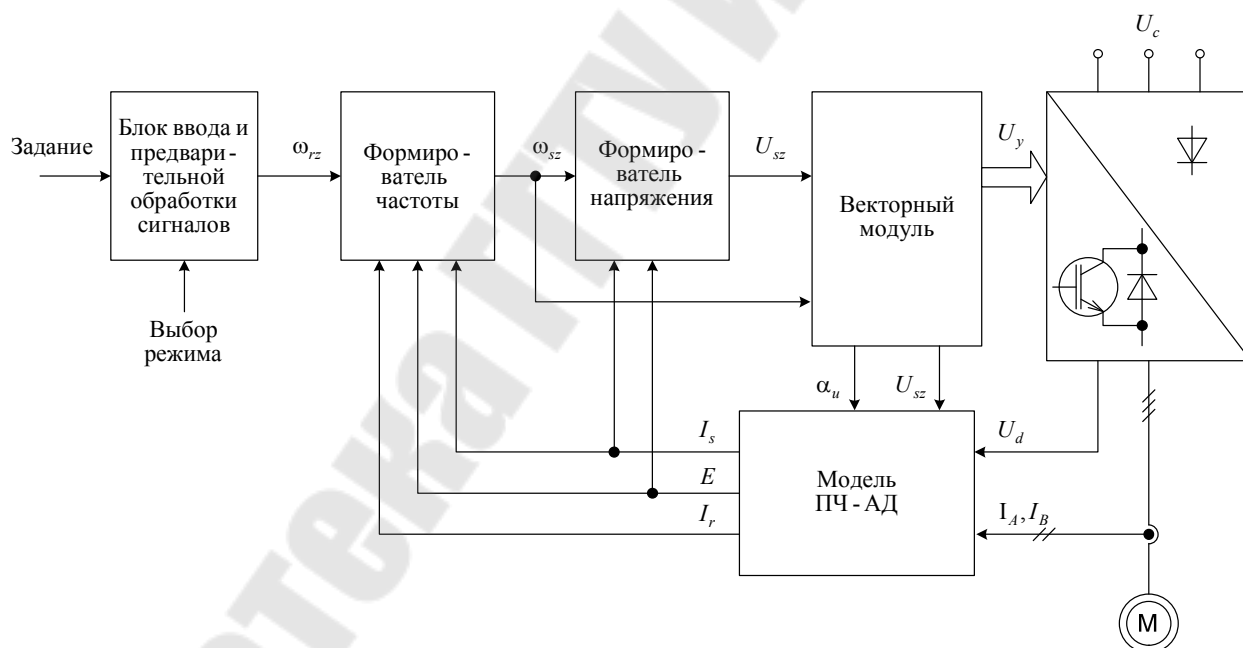 U_c
Задание
Блок ввода и
предвари-
тельной
обработки
сигналов
ω_rz
Формиро-
ватель
частоты
ω_sz
Формиро-
ватель
напряжения
U_sz
Векторный
модуль
U_y
Выбор
режима
α_u
U_sz
I_s
E
I_r
Модель
ПЧ - АД
U_d
I_A, I_B
М